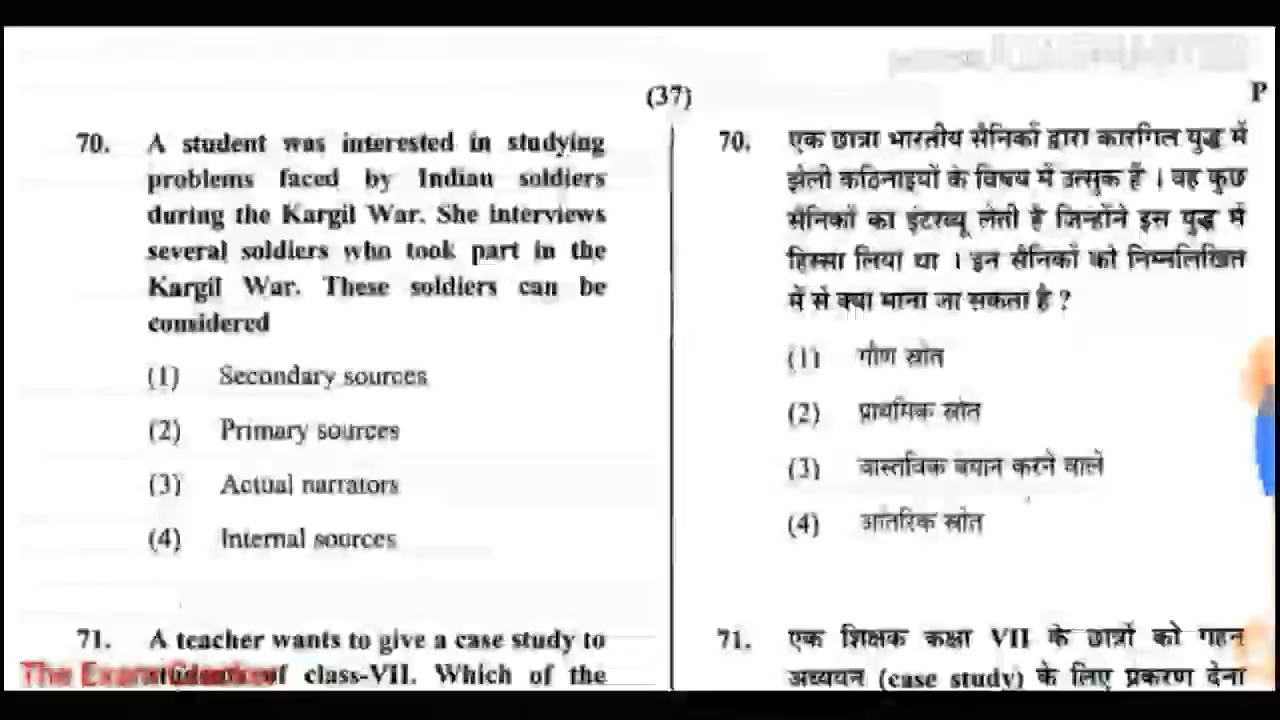 (37)
P
70. A student was interested in studying
problems faced by Indian soldiers
during the Kargil War. She interviews
several soldiers who took part in the
Kargil War. These soldiers can be
considered
(1) Secondary sources
(2) Primary sources
(3) Actual narrators
(4) Internal sources
71. A teacher wants to give a case study to
students of class-VII. Which of the
The Exam
70. एक छात्रा भारतीय सैनिकों द्वारा कारगिल युद्ध में
झेली कठिनाइयों के विषय में उत्सुक हैं । वह कुछ
सैनिकों का इंटरव्यू लेती है जिन्होंने इस युद्ध में
हिस्सा लिया था । इन सैनिकों को निम्नलिखित
में से क्या माना जा सकता है ?
(1) गौण स्रोत
(2) प्राथमिक स्रोत
(3) वास्तविक बयान करने वाले
(4) आंतरिक स्रोत
71. एक शिक्षक कक्षा VII के छात्रों को गहन
अध्ययन (case study) के लिए प्रकरण देना